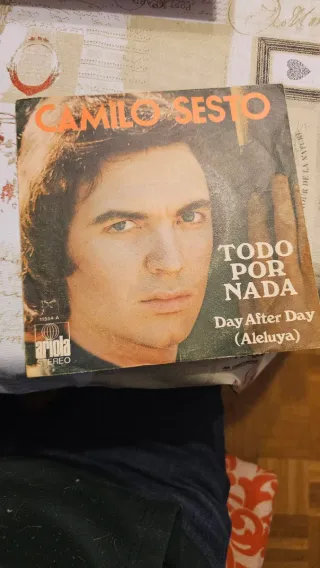 CAMILO SESTO
TODO
POR
NADA
Day After Day
(Aleluya)
ariola
STEREO